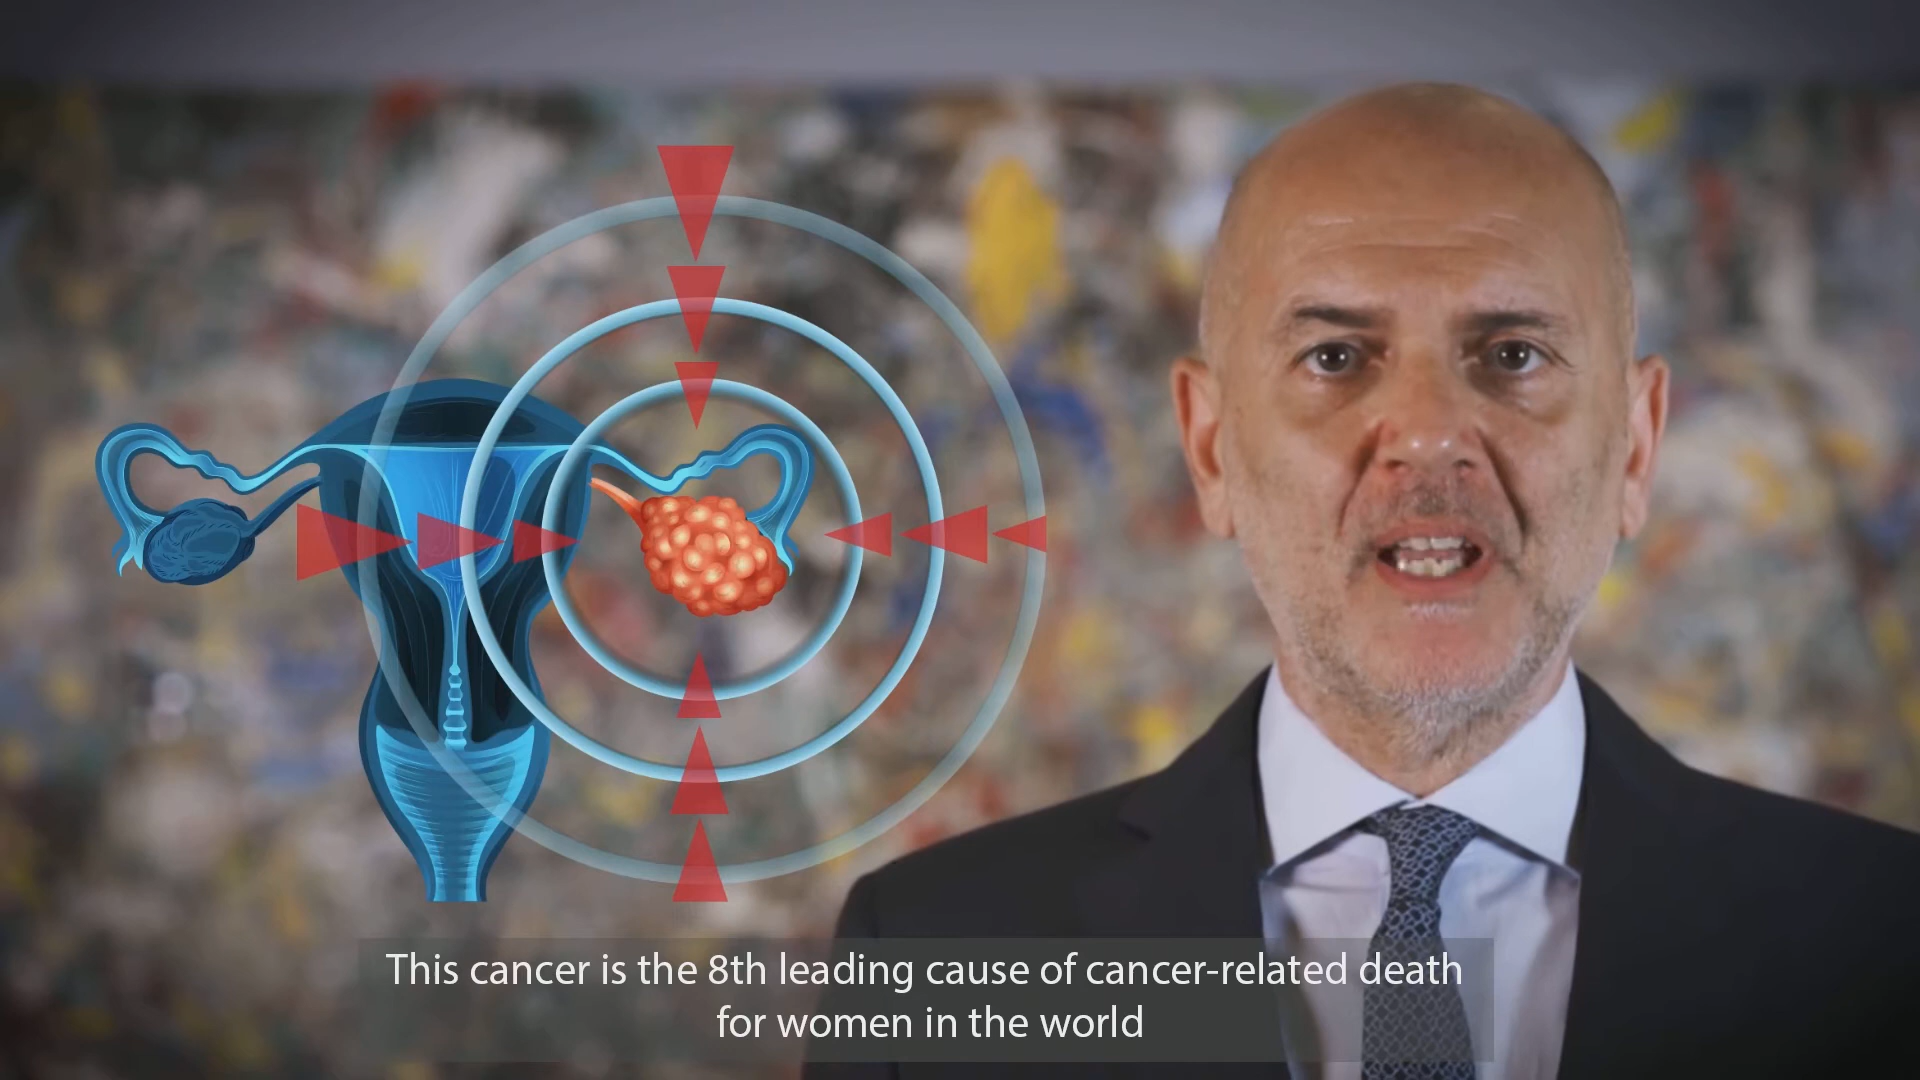 This cancer is the 8th leading cause of cancer-related death
for women in the world